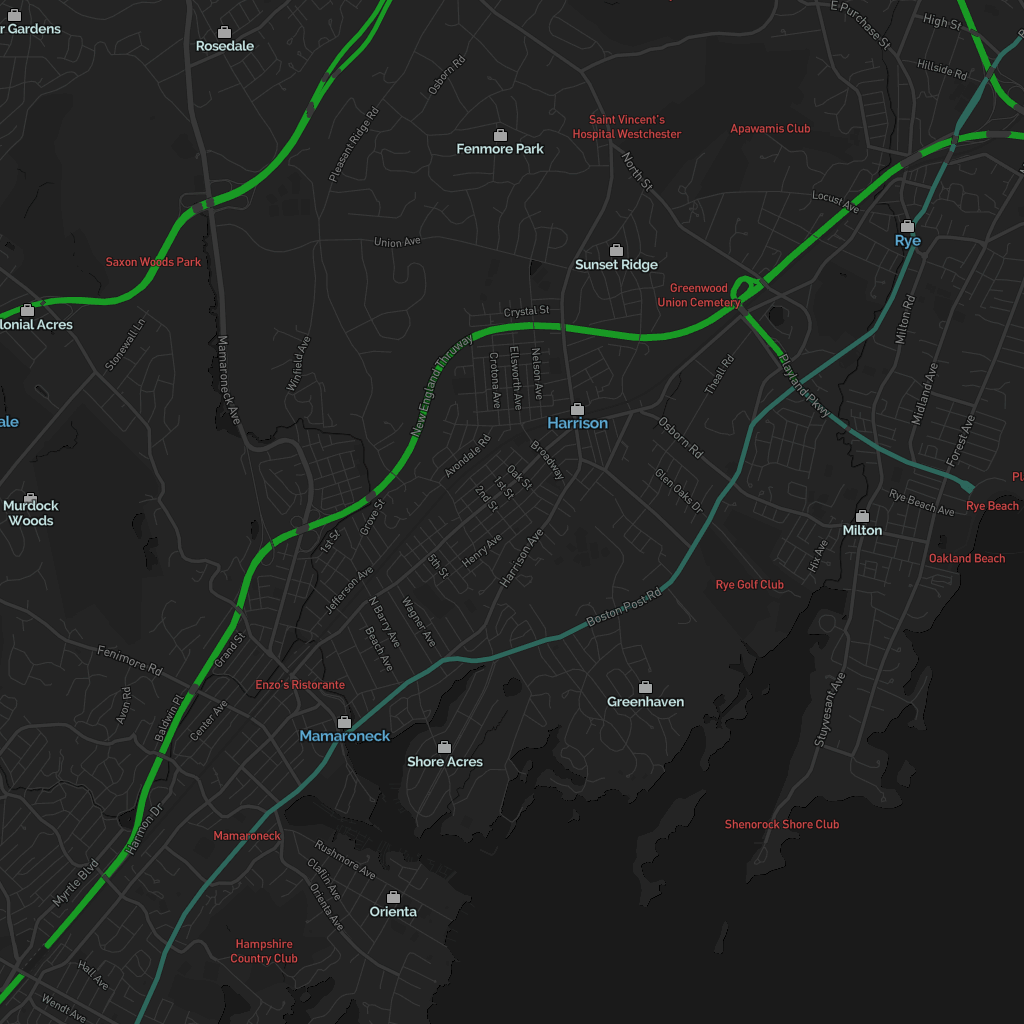 r Gardens
Rosedale
Osborn Rd
E Purchase St
High St
Hillside Rd
Saint Vincent's
Hospital Westchester
Apawamis Club
Pleasant Ridge Rd
Fenmore Park
North St
Locust Ave
Rye
Union Ave
Saxon Woods Park
Sunset Ridge
Greenwood
Union Cemetery
lonial Acres
Stonewall Ln
Mamaroneck Ave
Winfield Ave
Crystal St
New England Thruway
Crotona Ave
Ellsworth Ave
Nelson Ave
Milton Rd
Theall Rd
Playland Pkwy
Midland Ave
Forest Ave
ale
Harrison
Osborn Rd
Avondale Rd
Broadway
Oak St
1st St
2nd St
Glen Oaks Dr
Pl
Murdock
Woods
Grove St
1st St
Rye Beach Ave
Rye Beach
Milton
Henry Ave
Harrison Ave
5th St
Hix Ave
Oakland Beach
Jefferson Ave
Rye Golf Club
N Barry Ave
Wagner Ave
Beach Ave
Boston Post Rd
Grand St
Fenimore Rd
Enzo's Ristorante
Avon Rd
Baldwin Pl
Center Ave
Greenhaven
Stuyvesant Ave
Mamaroneck
Shore Acres
Harmon Dr
Mamaroneck
Shenorock Shore Club
Rushmore Ave
Claflin Ave
Orienta Ave
Myrtle Blvd
Orienta
Hampshire
Country Club
Hall Ave
Wendt Ave